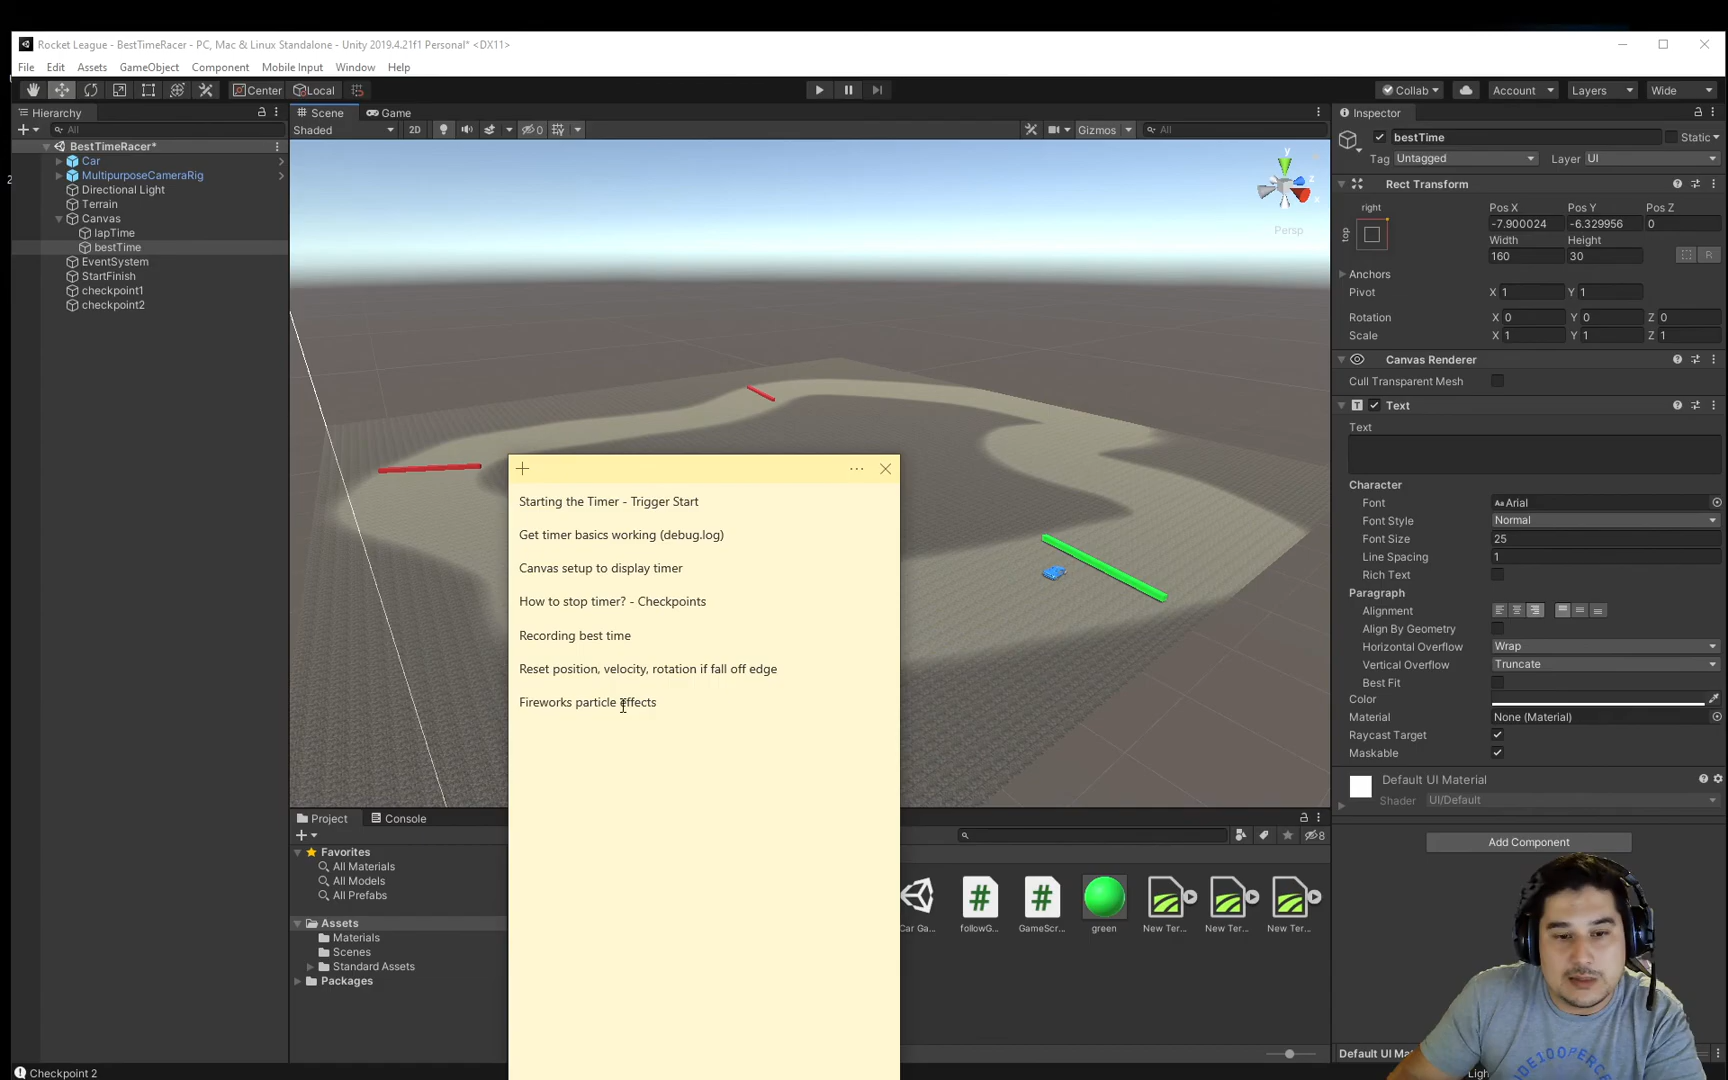 Rocket League - BestTimeRacer - PC, Mac & Linux Standalone - Unity 2019.4.21f1 Personal* <DX11>
File Edit Assets GameObject Component Mobile Input Window Help
Center Local Collab Account Layers Wide
Hierarchy
All
BestTimeRacer*
Car
MultipurposeCameraRig
Directional Light
Terrain
Canvas
lapTime
bestTime
EventSystem
StartFinish
checkpoint1
checkpoint2
Scene Game
Shaded 2D 0 Gizmos All
y
z
x
Persp
Starting the Timer - Trigger Start
Get timer basics working (debug.log)
Canvas setup to display timer
How to stop timer? - Checkpoints
Recording best time
Reset position, velocity, rotation if fall off edge
Fireworks particle effects
Project Console
8
Favorites
All Materials
All Models
All Prefabs
Assets
Materials
Scenes
Standard Assets
Packages
Car Ga... followG... GameScr... green New Ter... New Ter... New Ter...
Inspector
bestTime Static
Tag Untagged Layer UI
Rect Transform
right
top
Pos X Pos Y Pos Z
-7.900024 -6.329956 0
Width Height
160 30
R
Anchors
Pivot X 1 Y 1
Rotation X 0 Y 0 Z 0
Scale X 1 Y 1 Z 1
Canvas Renderer
Cull Transparent Mesh
T Text
Text
Character
Font Aa Arial
Font Style Normal
Font Size 25
Line Spacing 1
Rich Text
Paragraph
Alignment
Align By Geometry
Horizontal Overflow Wrap
Vertical Overflow Truncate
Best Fit
Color
Material None (Material)
Raycast Target
Maskable
Default UI Material
Shader UI/Default
Add Component
Default UI Ma
Checkpoint 2